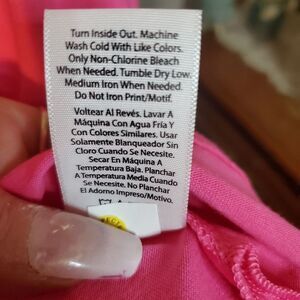 Turn Inside Out. Machine
Wash Cold With Like Colors.
Only Non-Chlorine Bleach
When Needed. Tumble Dry Low.
Medium Iron When Needed.
Do Not Iron Print/Motif.
Voltear Al Revés. Lavar A
Máquina Con Agua Fría Y
Con Colores Similares. Usar
Solamente Blanqueador Sin
Cloro Cuando Se Necesite.
Secar En Máquina A
Temperatura Baja. Planchar
A Temperatura Media Cuando
Se Necesite. No Planchar
El Adorno Impreso/Motivo.